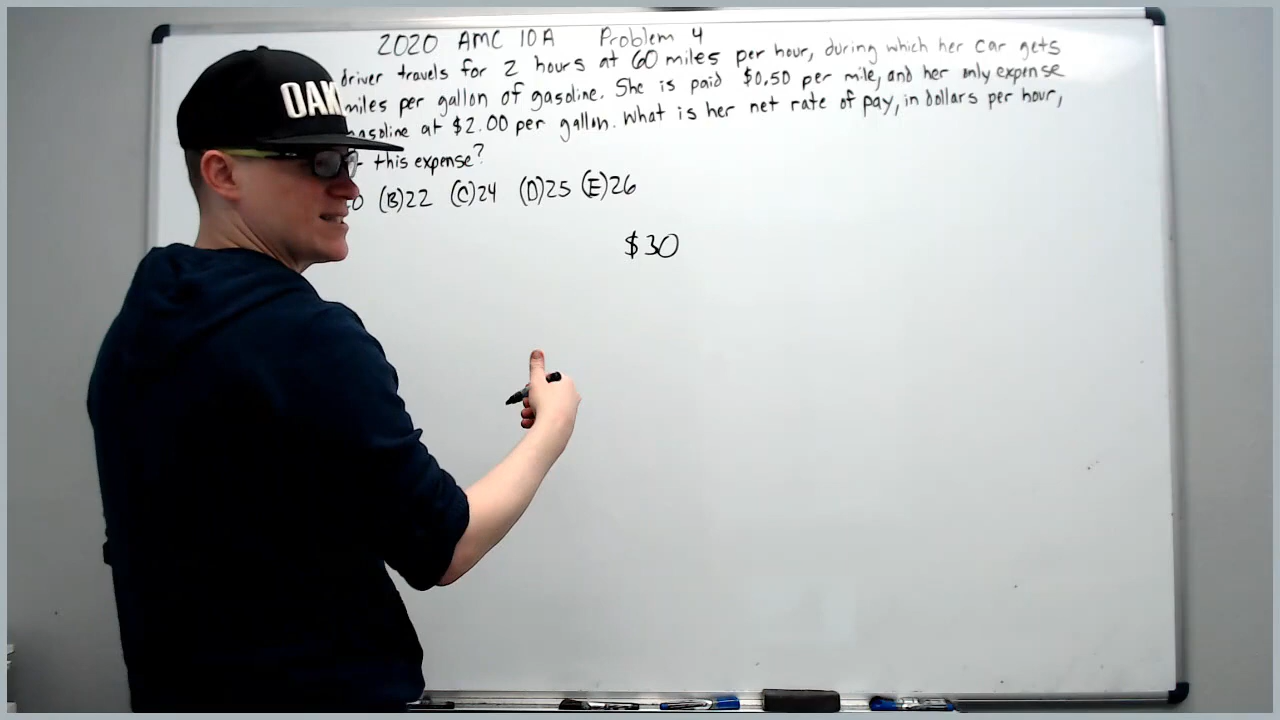 2020 AMC 10A Problem 4
driver travels for 2 hours at 60 miles per hour, during which her car gets
miles per gallon of gasoline. She is paid $0.50 per mile, and her only expense
gasoline at $2.00 per gallon. What is her net rate of pay, in dollars per hour,
this expense?
(B)22 (C)24 (D)25 (E)26
$30
OAK